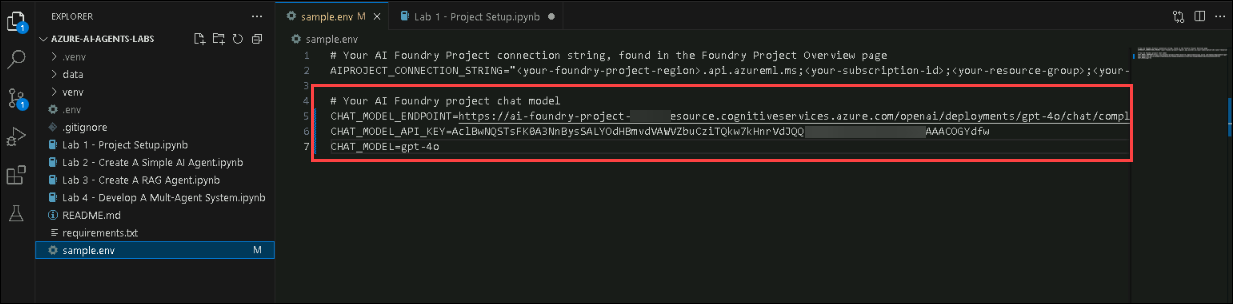 EXPLORER
sample.env M
Lab 1 - Project Setup.ipynb
AZURE-AI-AGENTS-LABS
.venv
data
venv
.env
.gitignore
Lab 1 - Project Setup.ipynb
Lab 2 - Create A Simple AI Agent.ipynb
Lab 3 - Create A RAG Agent.ipynb
Lab 4 - Develop A Mult-Agent System.ipynb
README.md
requirements.txt
sample.env M
sample.env
1 # Your AI Foundry Project connection string, found in the Foundry Project Overview page
2 AIPROJECT_CONNECTION_STRING="<your-foundry-project-region>.api.azureml.ms;<your-subscription-id>;<your-resource-group>;<your-
3
4 # Your AI Foundry project chat model
5 CHAT_MODEL_ENDPOINT=https://ai-foundry-project- esource.cognitiveservices.azure.com/openai/deployments/gpt-4o/chat/compl
6 CHAT_MODEL_API_KEY=
7 CHAT_MODEL=gpt-4o
1
1